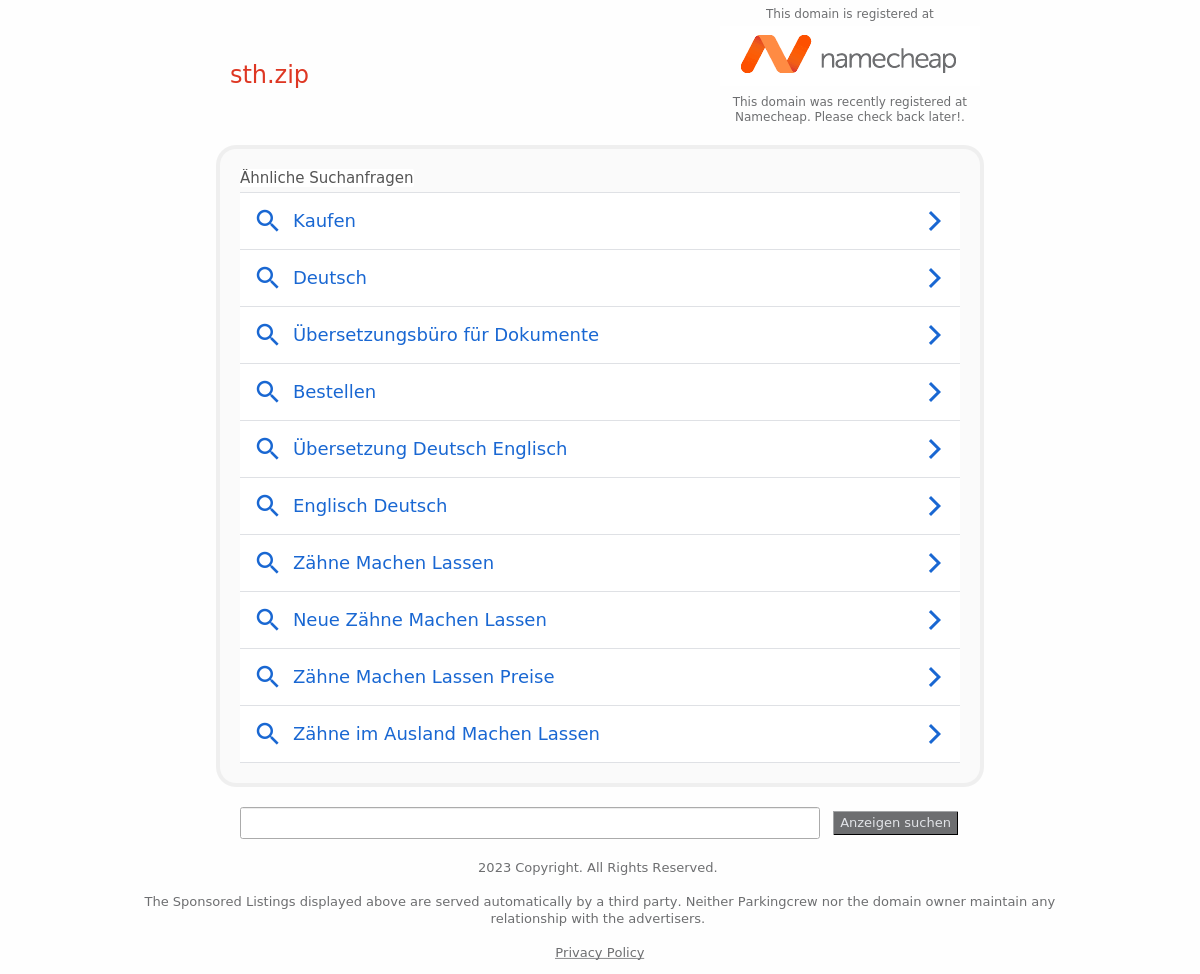 This domain is registered at
namecheap
sth.zip
This domain was recently registered at
Namecheap. Please check back later!.
Ähnliche Suchanfragen
Kaufen
Deutsch
Übersetzungsbüro für Dokumente
Bestellen
Übersetzung Deutsch Englisch
Englisch Deutsch
Zähne Machen Lassen
Neue Zähne Machen Lassen
Zähne Machen Lassen Preise
Zähne im Ausland Machen Lassen
Anzeigen suchen
2023 Copyright. All Rights Reserved.
The Sponsored Listings displayed above are served automatically by a third party. Neither Parkingcrew nor the domain owner maintain any
relationship with the advertisers.
Privacy Policy